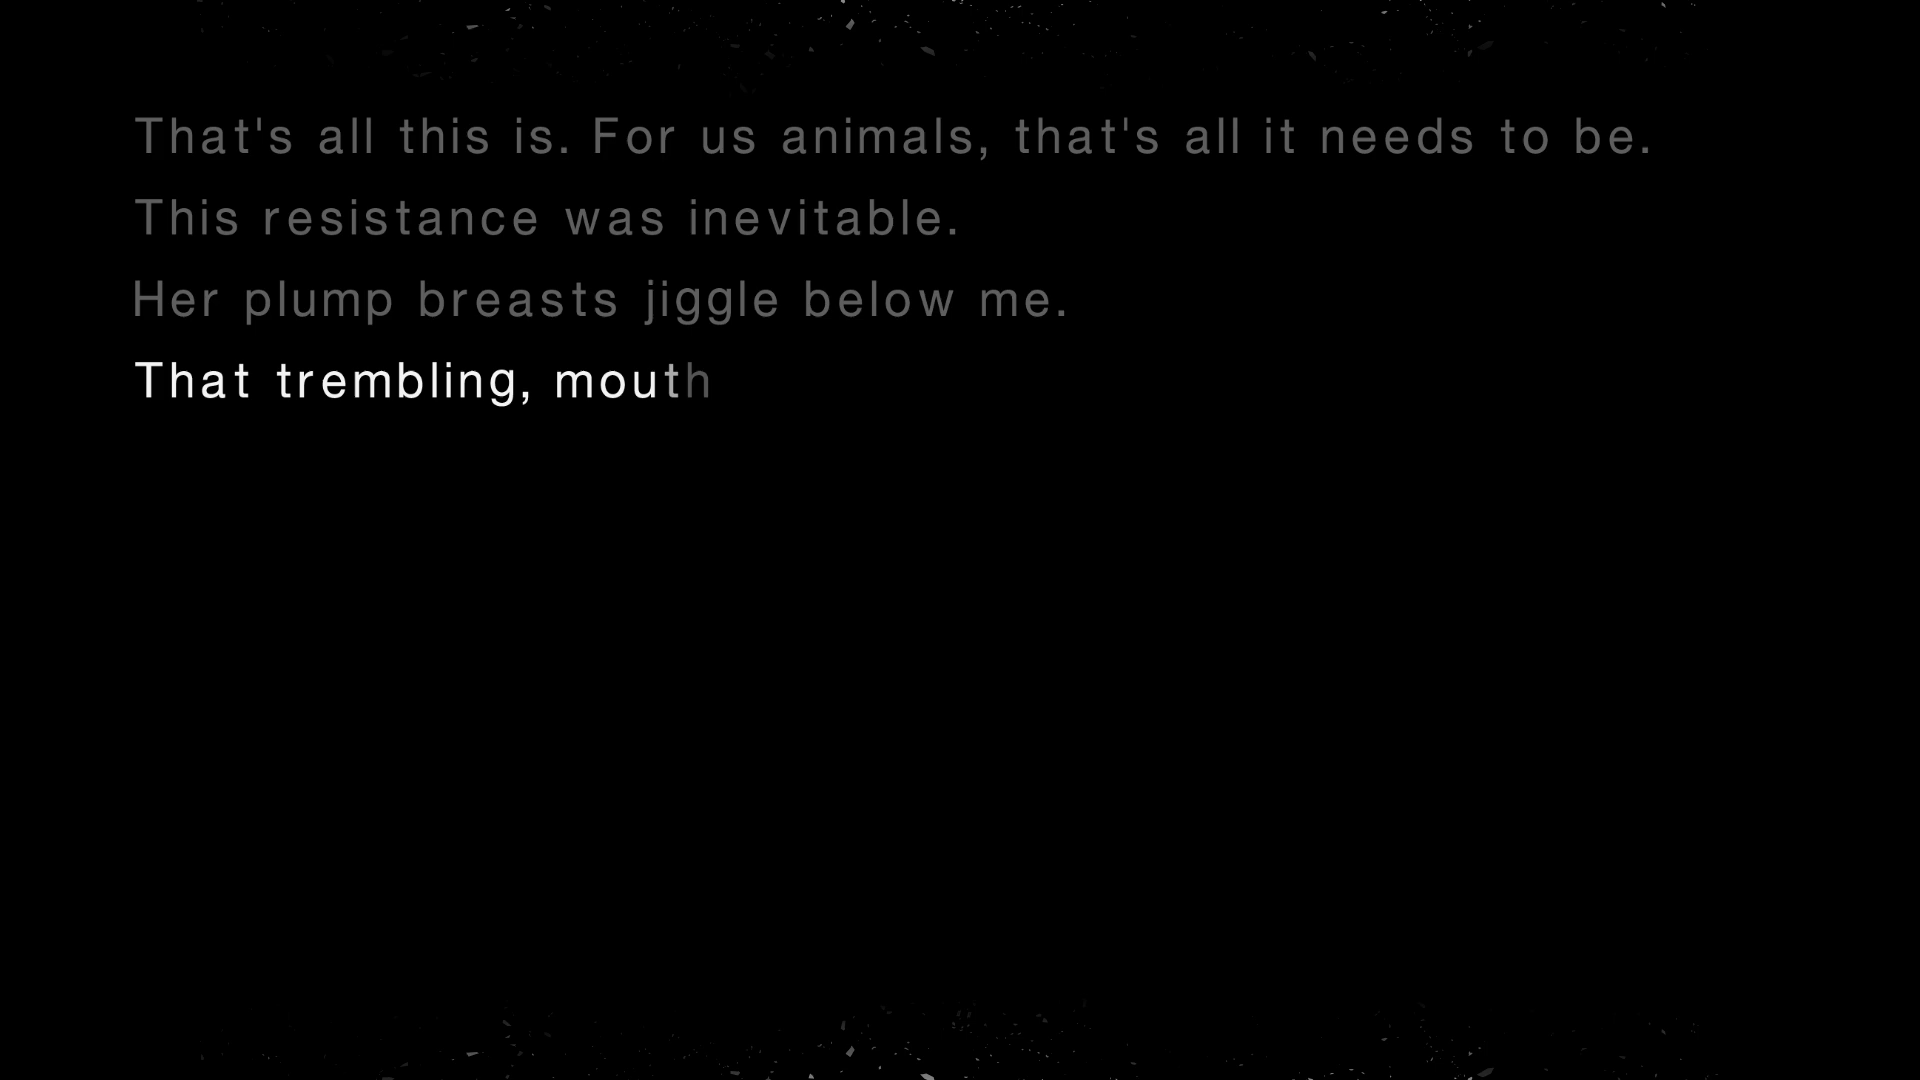 That's all this is. For us animals, that's all it needs to be.
This resistance was inevitable.
Her plump breasts jiggle below me.
That trembling, mouth